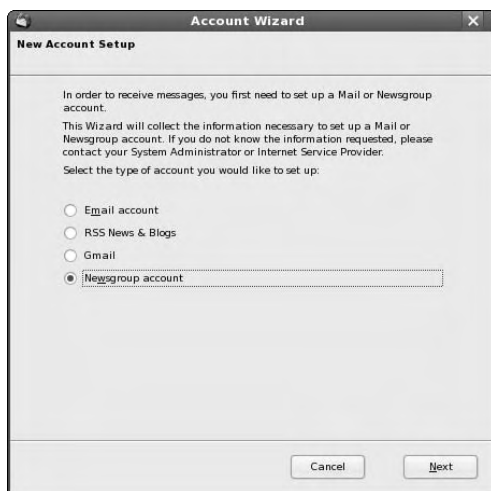 Account Wizard
New Account Setup
In order to receive messages, you first need to set up a Mail or Newsgroup
account.
This Wizard will collect the information necessary to set up a Mail or
Newsgroup account. If you do not know the information requested, please
contact your System Administrator or Internet Service Provider.
Select the type of account you would like to set up:
Email account
RSS News & Blogs
Gmail
Newsgroup account
Cancel
Next